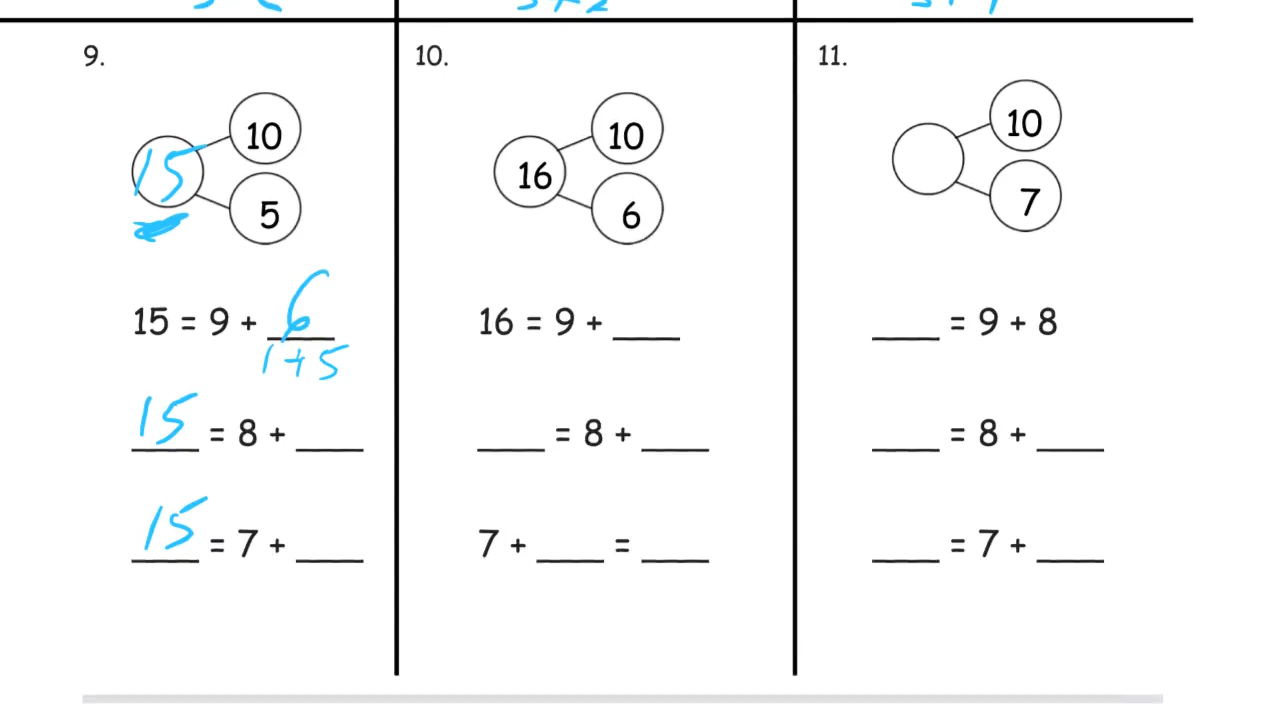 9.
10
15
5
15 = 9 + 6
1+5
15 = 8 + ____
15 = 7 + ____
10.
10
16
6
16 = 9 + ____
____ = 8 + ____
7 + ____ = ____
11.
10
7
____ = 9 + 8
____ = 8 + ____
____ = 7 + ____